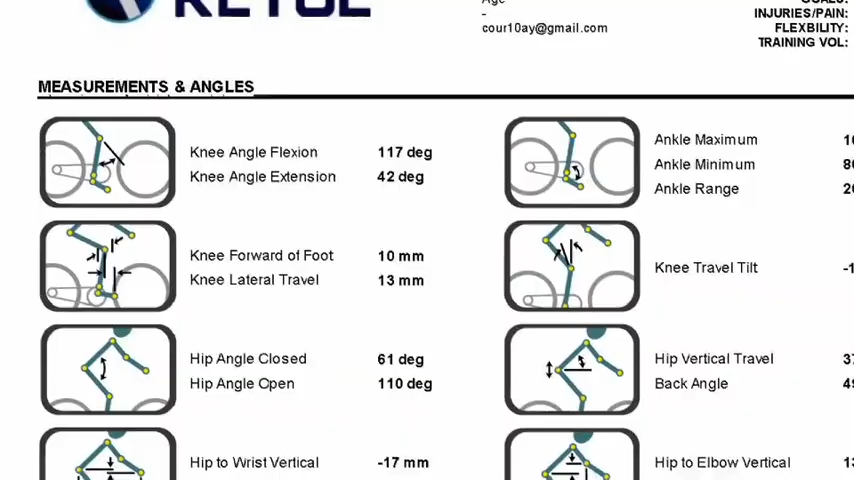 RETÜL
Age
-
cour10ay@gmail.com
GOALS:
INJURIES/PAIN:
FLEXBILITY:
TRAINING VOL:
MEASUREMENTS & ANGLES
Knee Angle Flexion 117 deg
Knee Angle Extension 42 deg
Ankle Maximum
Ankle Minimum
Ankle Range
Knee Forward of Foot 10 mm
Knee Lateral Travel 13 mm
Knee Travel Tilt
Hip Angle Closed 61 deg
Hip Angle Open 110 deg
Hip Vertical Travel
Back Angle
Hip to Wrist Vertical -17 mm
Hip to Elbow Vertical